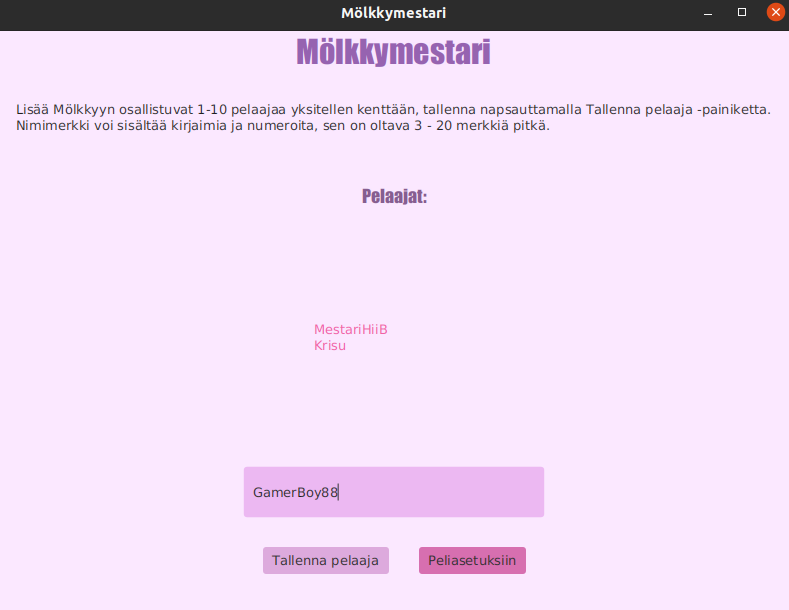 Mölkkymestari
Mölkkymestari
Lisää Mölkkyyn osallistuvat 1-10 pelaajaa yksitellen kenttään, tallenna napsauttamalla Tallenna pelaaja -painiketta.
Nimimerkki voi sisältää kirjaimia ja numeroita, sen on oltava 3 - 20 merkkiä pitkä.
Pelaajat:
MestariHiiB
Krisu
GamerBoy88
Tallenna pelaaja
Peliasetuksiin